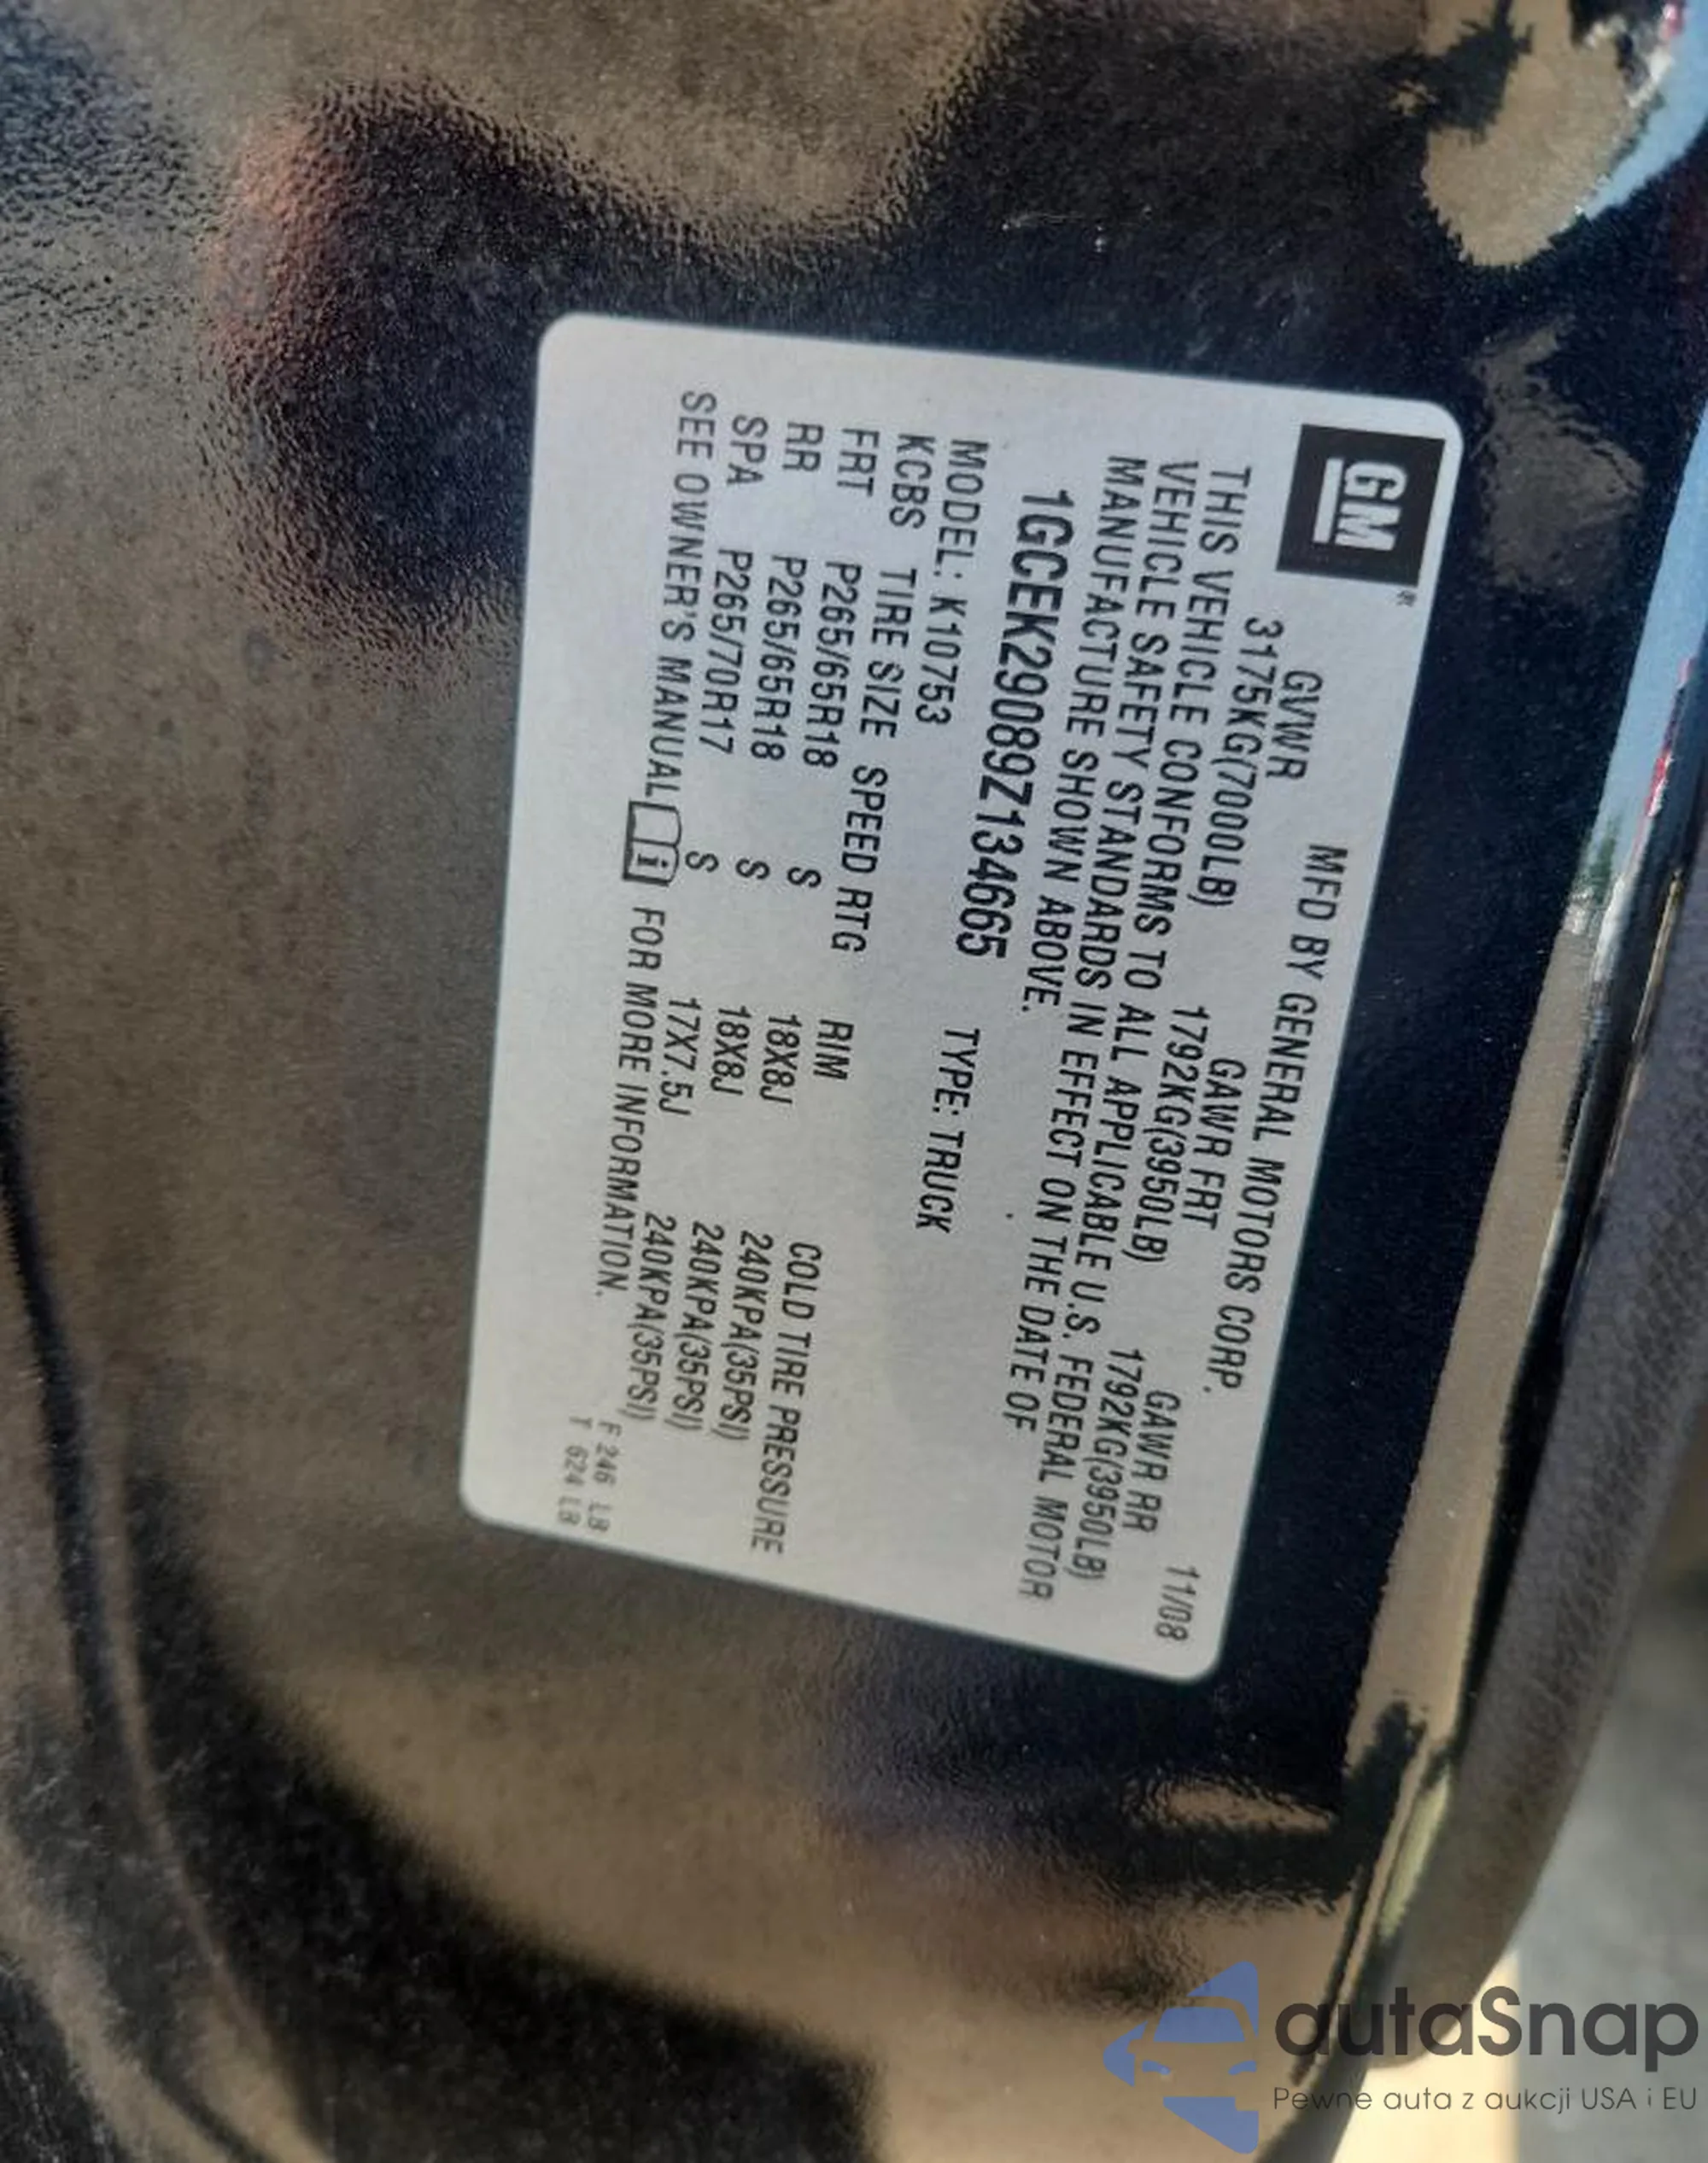 GM®
MFD BY GENERAL MOTORS CORP. 11/08
GVWR GAWR FRT GAWR RR
3175KG(7000LB) 1792KG(3950LB) 1792KG(3950LB)
THIS VEHICLE CONFORMS TO ALL APPLICABLE U.S. FEDERAL MOTOR
VEHICLE SAFETY STANDARDS IN EFFECT ON THE DATE OF
MANUFACTURE SHOWN ABOVE.
1GCEK29089Z134665 TYPE: TRUCK
MODEL: K10753
KCBS TIRE SIZE SPEED RTG RIM COLD TIRE PRESSURE
FRT P265/65R18 S 18X8J 240KPA(35PSI)
RR P265/65R18 S 18X8J 240KPA(35PSI)
SPA P265/70R17 S 17X7.5J 240KPA(35PSI)
SEE OWNER'S MANUAL i FOR MORE INFORMATION.
F 246 LB
T 624 LB
autaSnap
Pewne auta z aukcji USA i EU